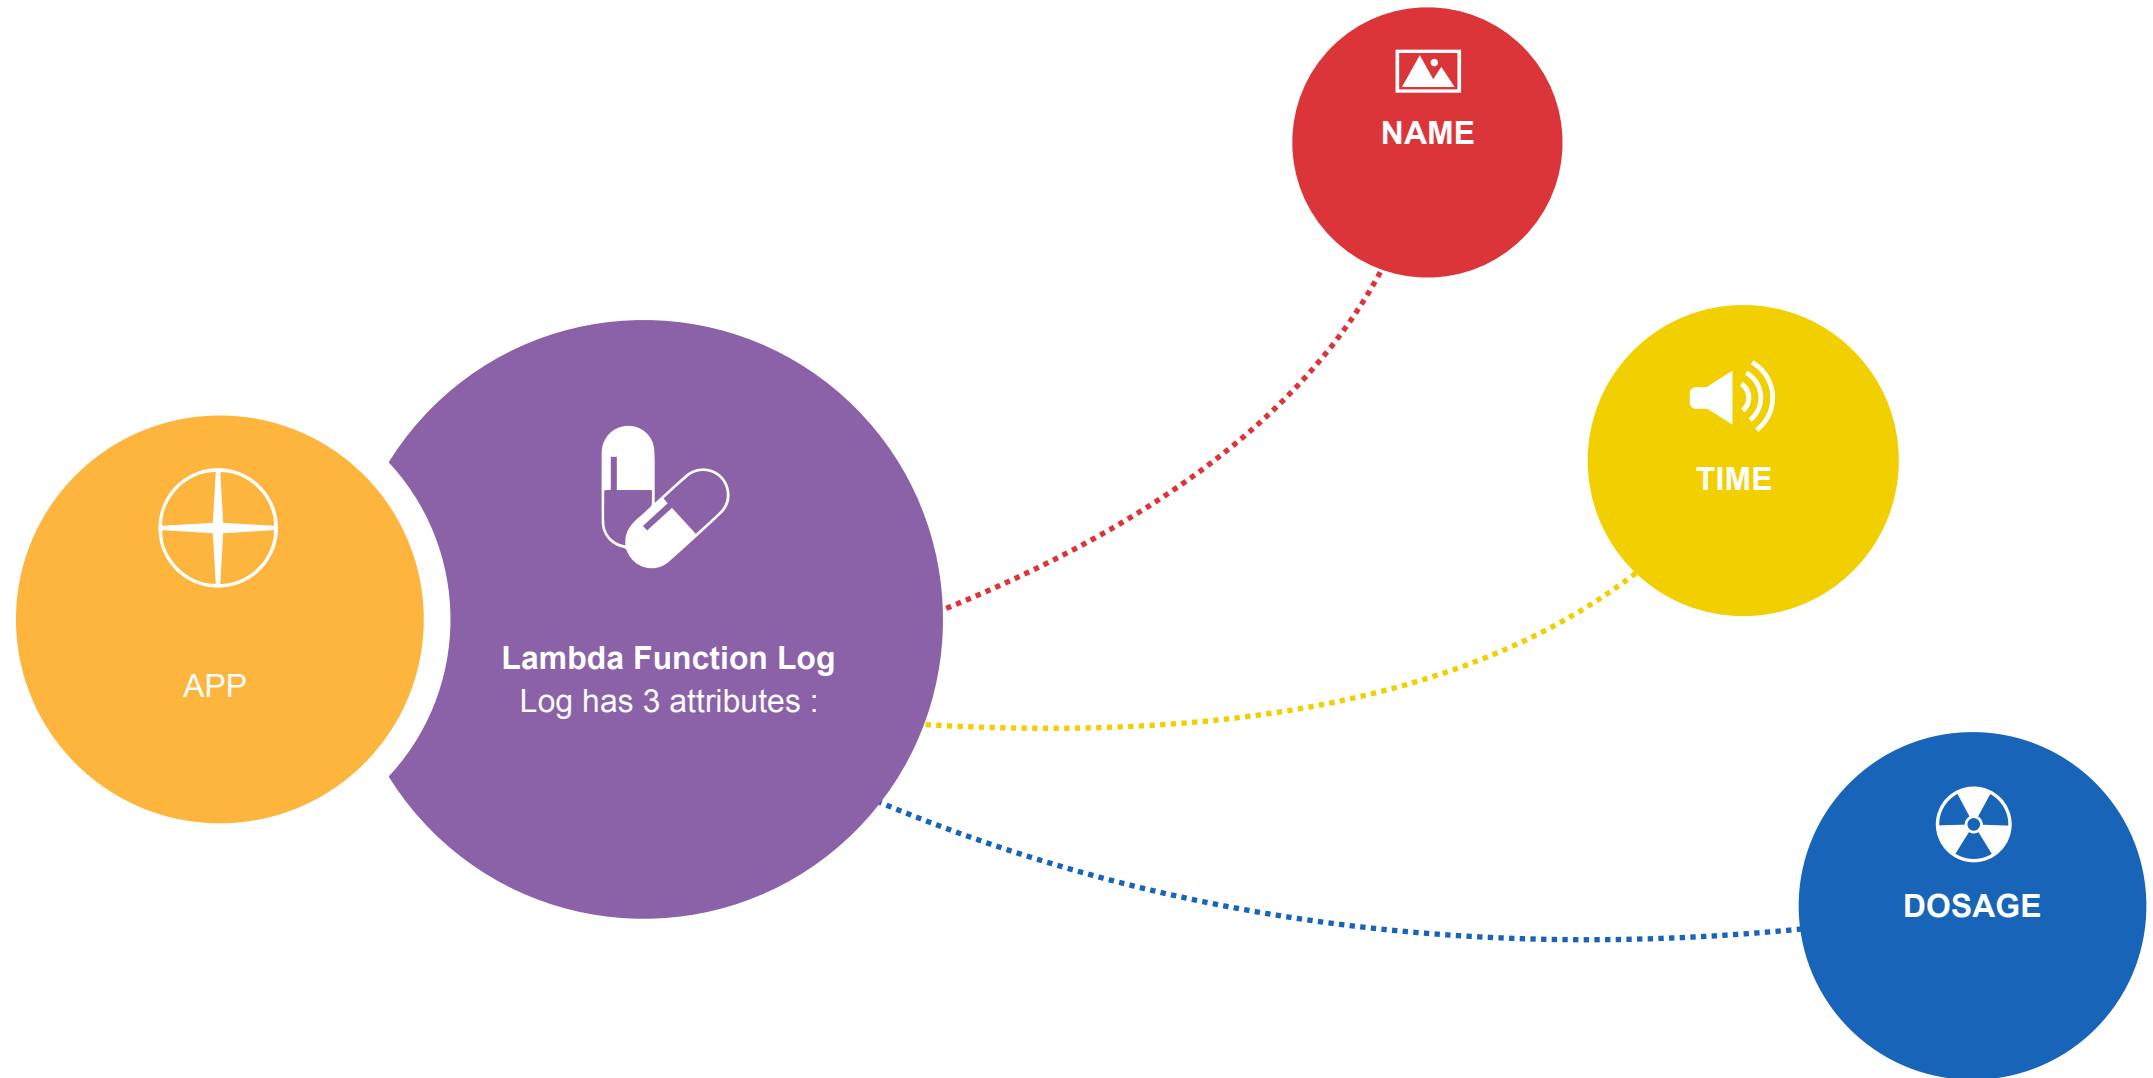 APP
Lambda Function Log
Log has 3 attributes :
NAME
TIME
DOSAGE